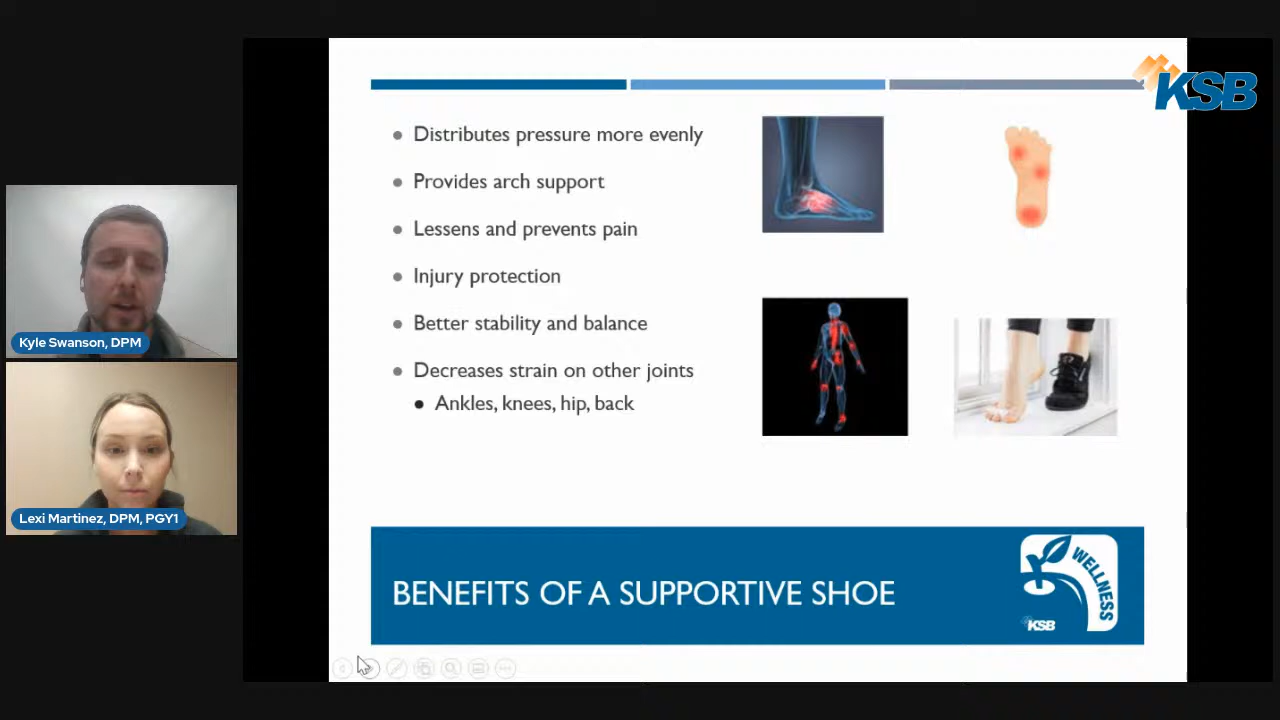 KSB
Distributes pressure more evenly
Provides arch support
Lessens and prevents pain
Injury protection
Better stability and balance
Decreases strain on other joints
Ankles, knees, hip, back
Kyle Swanson, DPM
Lexi Martinez, DPM, PGY1
BENEFITS OF A SUPPORTIVE SHOE
WELLNESS
KSB